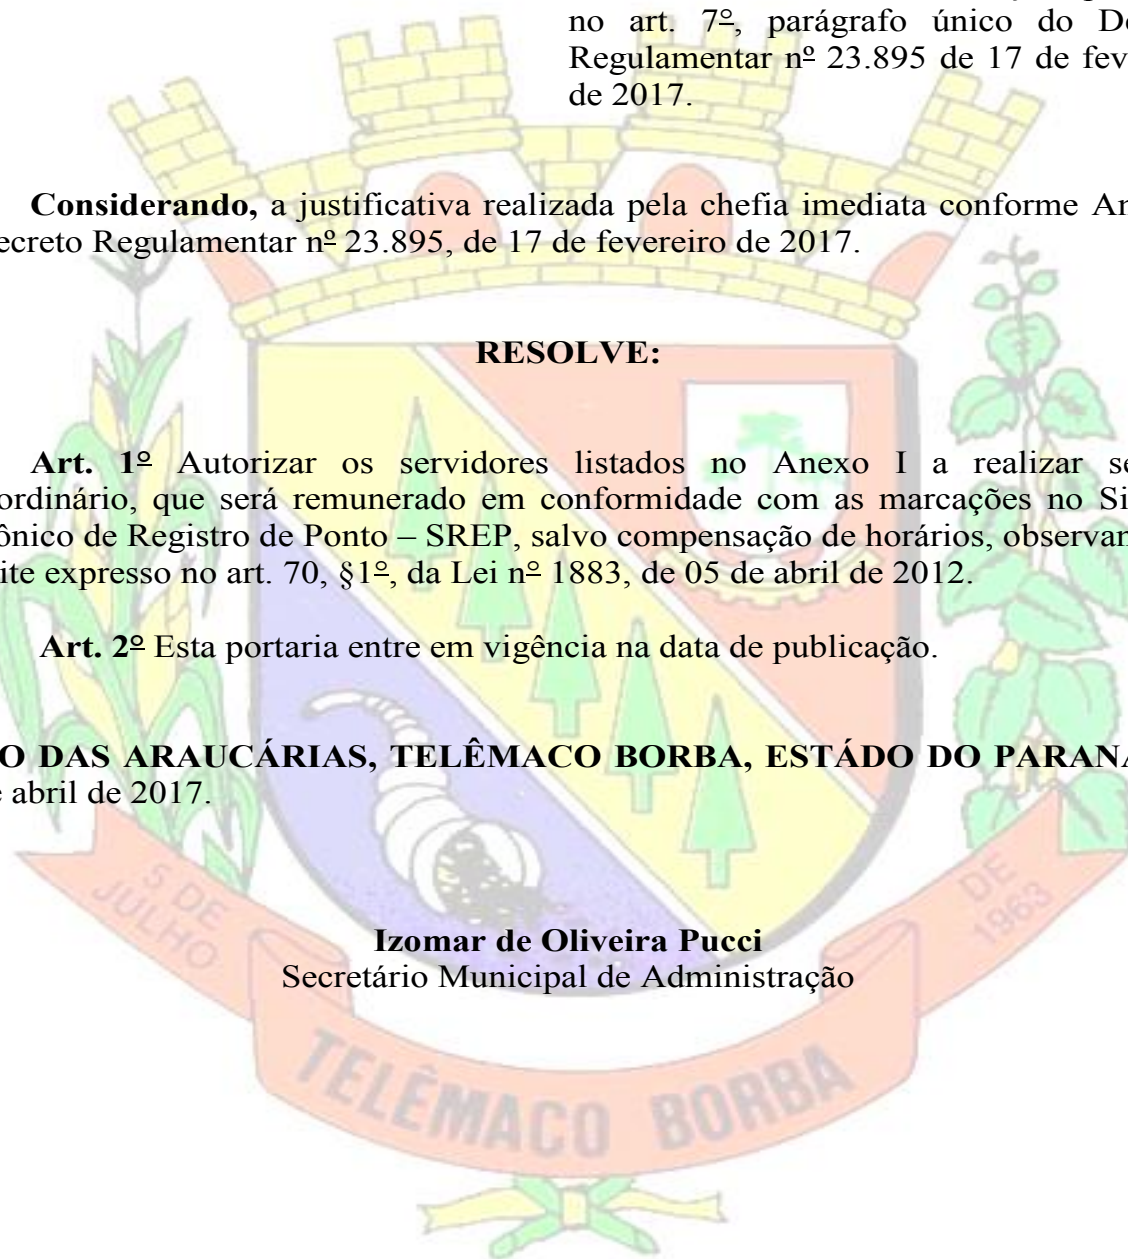 no art. 7º, parágrafo único do De
Regulamentar nº 23.895 de 17 de fev
de 2017.
Considerando, a justificativa realizada pela chefia imediata conforme An
ecreto Regulamentar nº 23.895, de 17 de fevereiro de 2017.
RESOLVE:
Art. 1º Autorizar os servidores listados no Anexo I a realizar se
ordinário, que será remunerado em conformidade com as marcações no Si
ônico de Registro de Ponto – SREP, salvo compensação de horários, observan
ite expresso no art. 70, §1º, da Lei nº 1883, de 05 de abril de 2012.
Art. 2º Esta portaria entre em vigência na data de publicação.
O DAS ARAUCÁRIAS, TELÊMACO BORBA, ESTÁDO DO PARANÁ
e abril de 2017.
5 DE
JULHO
DE
1963
Izomar de Oliveira Pucci
Secretário Municipal de Administração
TELÊMACO BORBA